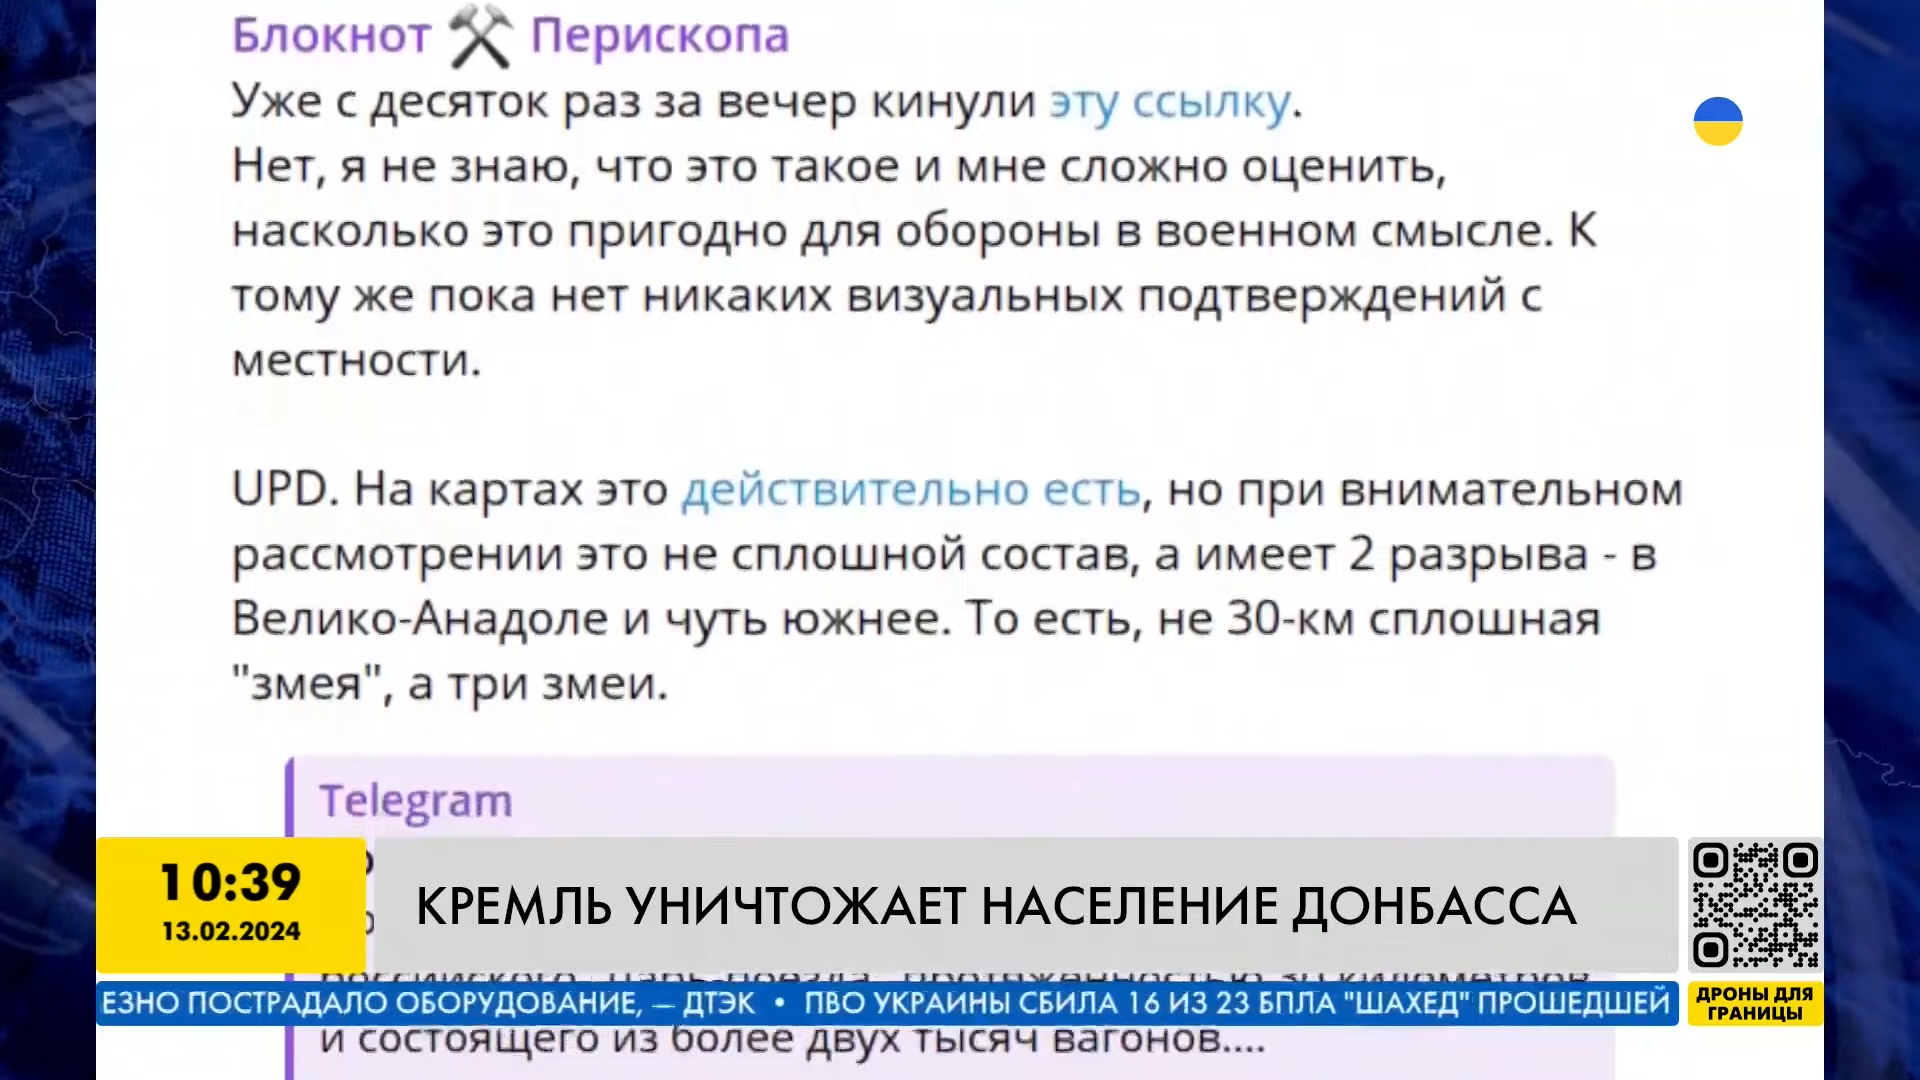 Блокнот ⚒ Перископа
Уже с десяток раз за вечер кинули эту ссылку.
Нет, я не знаю, что это такое и мне сложно оценить,
насколько это пригодно для обороны в военном смысле. К
тому же пока нет никаких визуальных подтверждений с
местности.
UPD. На картах это действительно есть, но при внимательном
рассмотрении это не сплошной состав, а имеет 2 разрыва - в
Велико-Анадоле и чуть южнее. То есть, не 30-км сплошная
"змея", а три змеи.
Telegram
10:39
13.02.2024
КРЕМЛЬ УНИЧТОЖАЕТ НАСЕЛЕНИЕ ДОНБАССА
ЕЗНО ПОСТРАДАЛО ОБОРУДОВАНИЕ, — ДТЭК • ПВО УКРАИНЫ СБИЛА 16 ИЗ 23 БПЛА "ШАХЕД" ПРОШЕДШЕЙ
ДРОНЫ ДЛЯ
ГРАНИЦЫ
и состоящего из более двух тысяч вагонов....